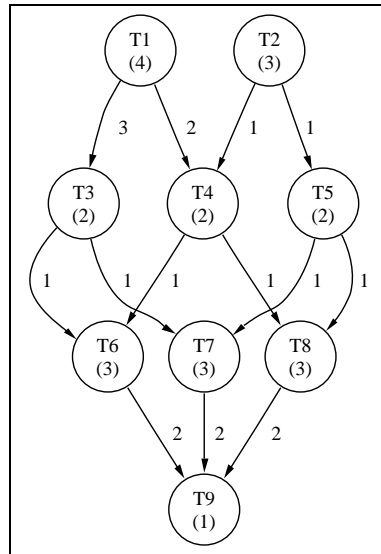 T1 T2
(4) (3)
3 2 1 1
T3 T4 T5
(2) (2) (2)
1 1 1 1 1 1
T6 T7 T8
(3) (3) (3)
2 2 2
T9
(1)